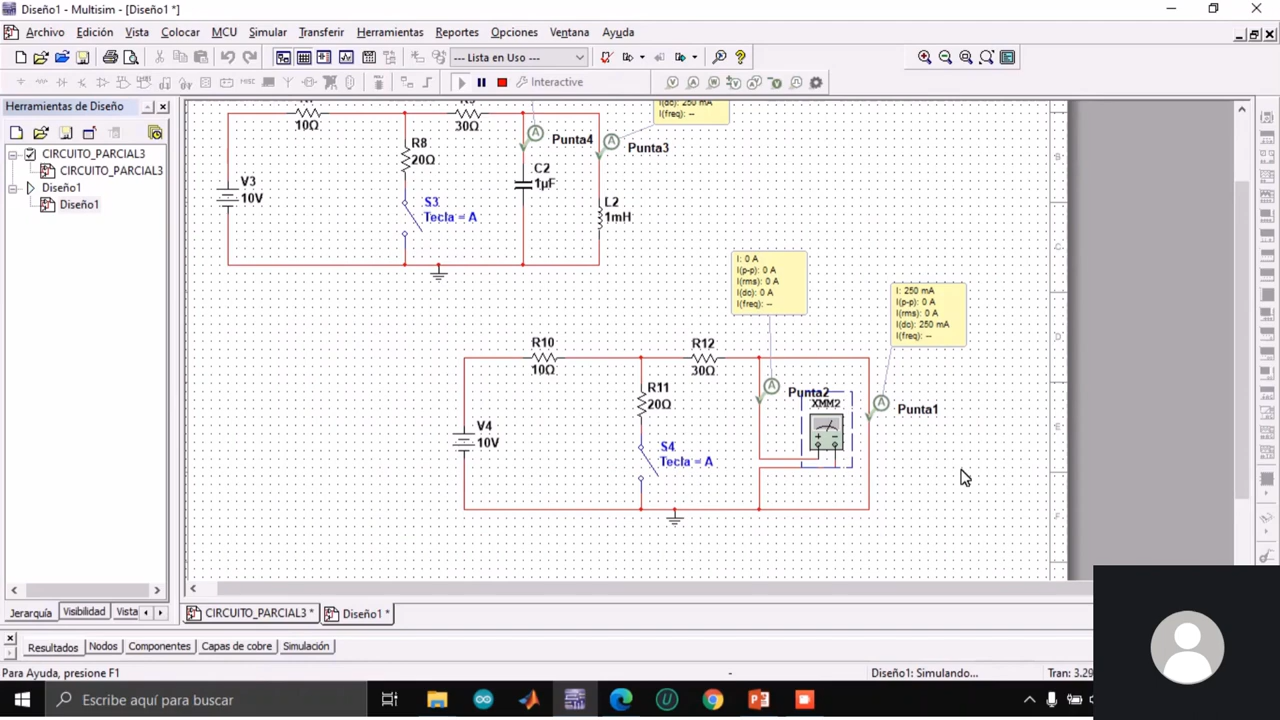 Diseño1 - Multisim - [Diseño1 *]
Archivo Edición Vista Colocar MCU Simular Transferir Herramientas Reportes Opciones Ventana Ayuda
--- Lista en Uso ---
Interactive
Herramientas de Diseño
CIRCUITO_PARCIAL3
CIRCUITO_PARCIAL3
Diseño1
Diseño1
10Ω
30Ω
I(dc): 250 mA
I(freq): --
Punta4
Punta3
R8
20Ω
C2
1µF
V3
10V
S3
Tecla = A
L2
1mH
I: 0 A
I(p-p): 0 A
I(rms): 0 A
I(dc): 0 A
I(freq): --
I: 250 mA
I(p-p): 0 A
I(rms): 0 A
I(dc): 250 mA
I(freq): --
R10
10Ω
R12
30Ω
R11
20Ω
Punta2
XMM2
Punta1
V4
10V
S4
Tecla = A
B
C
D
E
F
Jerarquía Visibilidad Vista
CIRCUITO_PARCIAL3 * Diseño1 *
Resultados Nodos Componentes Capas de cobre Simulación
Para Ayuda, presione F1
-
Diseño1: Simulando...
Tran: 3.29
Escribe aquí para buscar